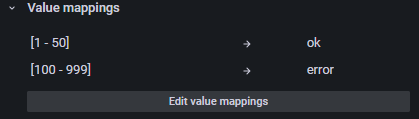 Value mappings
[1 - 50] → ok
[100 - 999] → error
Edit value mappings